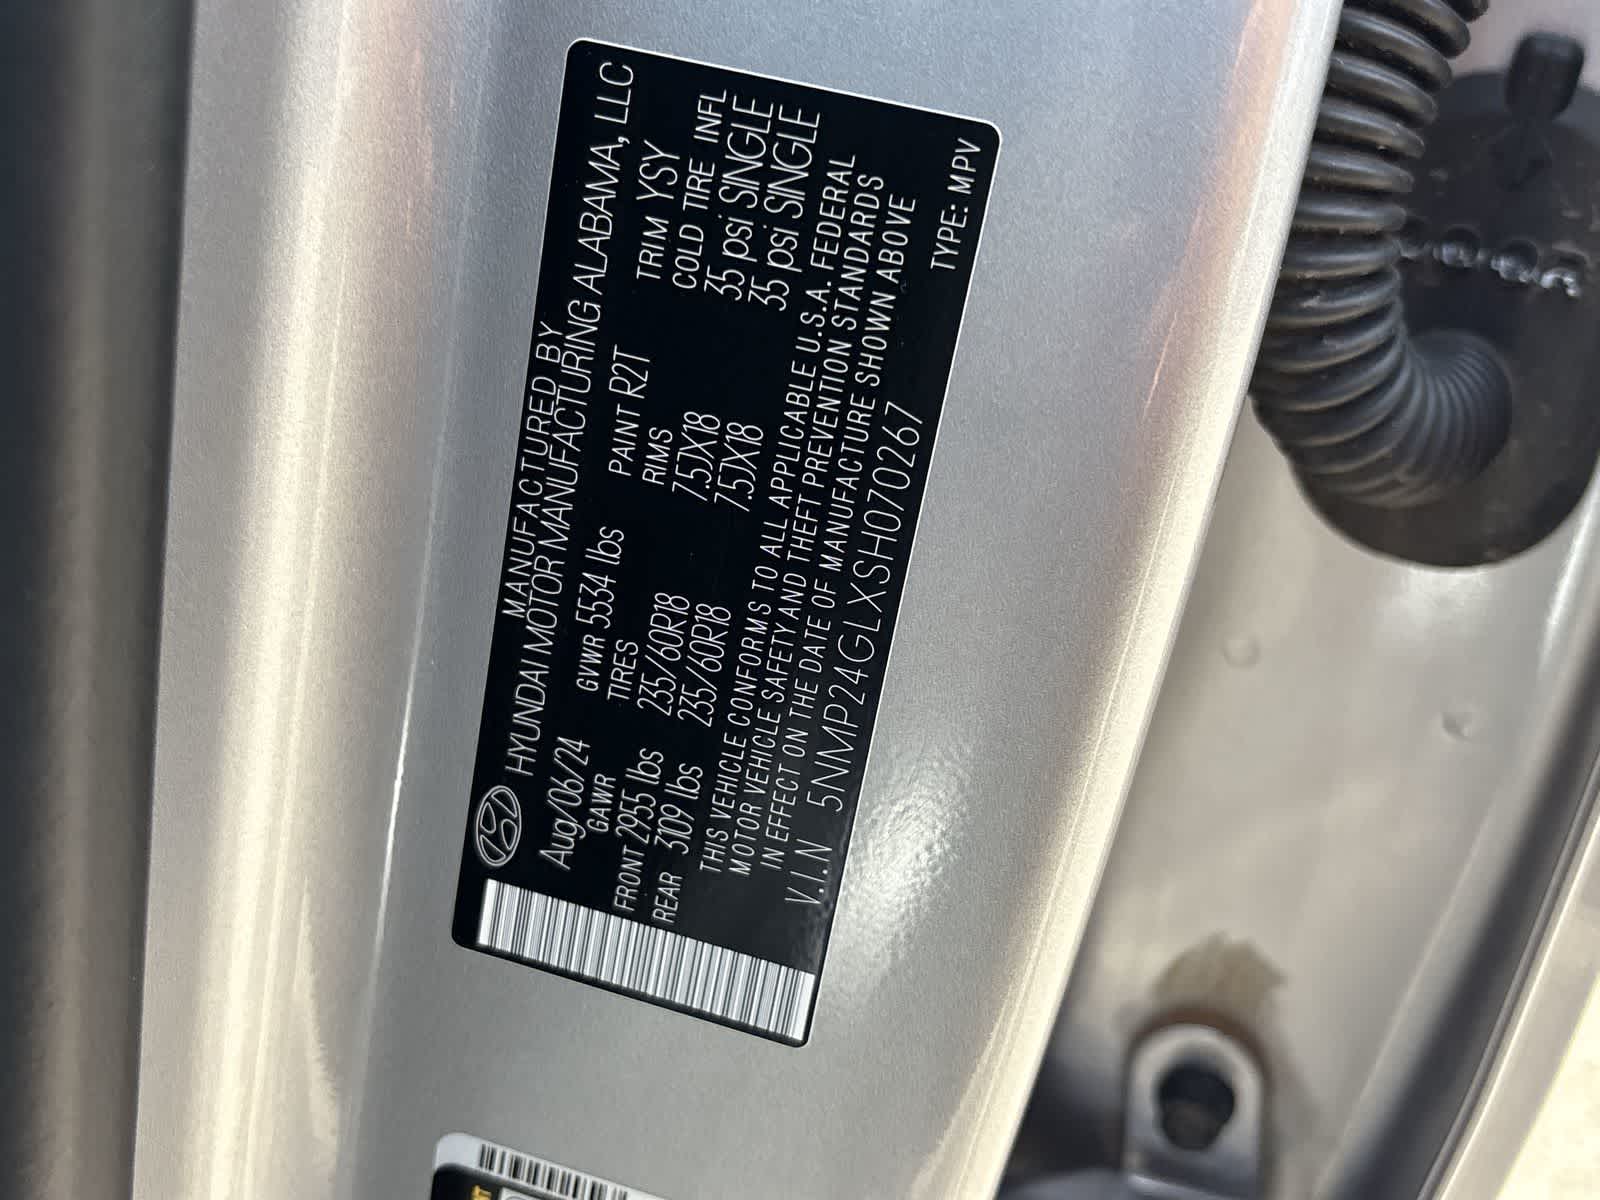 MANUFACTURED BY
HYUNDAI MOTOR MANUFACTURING ALABAMA, LLC
Aug/06/24 GVWR 5534 lbs PAINT R2T TRIM YSY
GAWR TIRES RIMS COLD TIRE INFL
FRONT 2955 lbs 235/60R18 7.5JX18 35 psi SINGLE
REAR 3109 lbs 235/60R18 7.5JX18 35 psi SINGLE
THIS VEHICLE CONFORMS TO ALL APPLICABLE U.S.A. FEDERAL
MOTOR VEHICLE SAFETY AND THEFT PREVENTION STANDARDS
IN EFFECT ON THE DATE OF MANUFACTURE SHOWN ABOVE
V.I.N 5NMP24GLXSH070267 TYPE: MPV